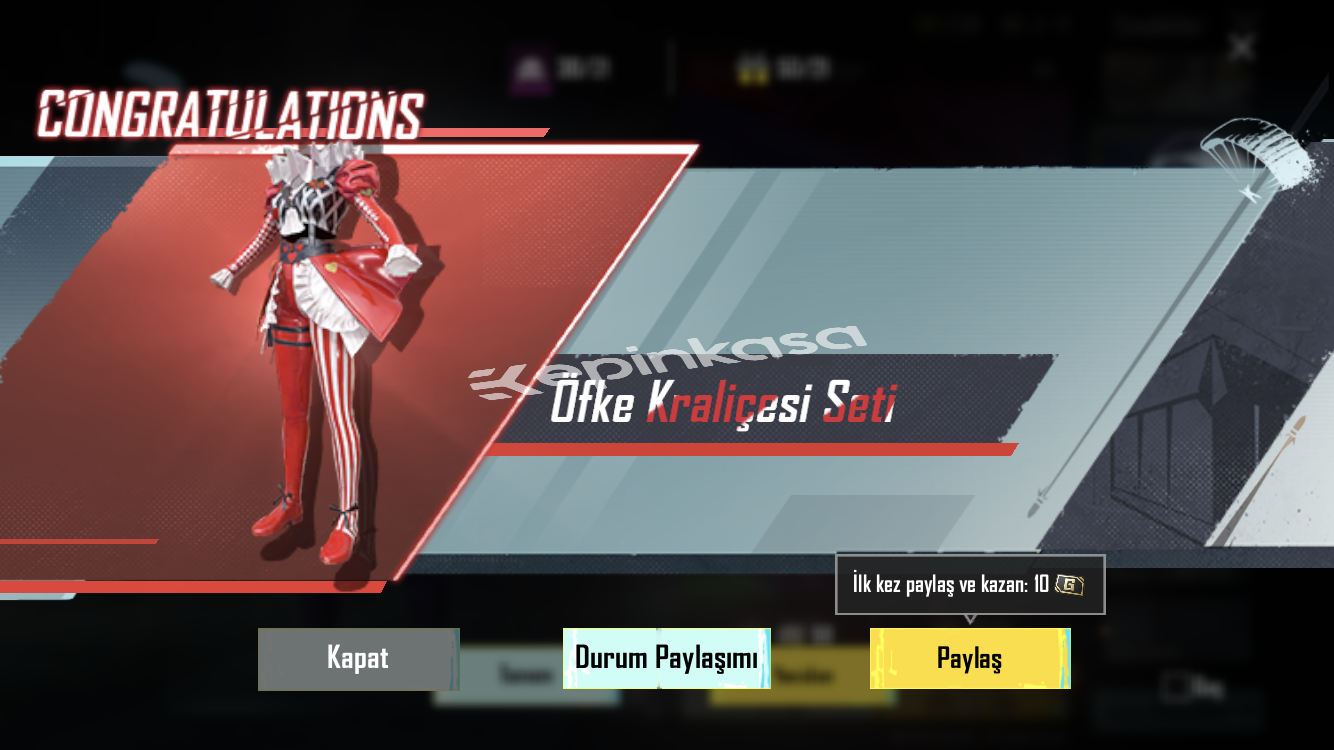 CONGRATULATIONS
epinkasa
Öfke Kraliçesi Seti
İlk kez paylaş ve kazan: 10 G
Kapat
Durum Paylaşımı
Paylaş